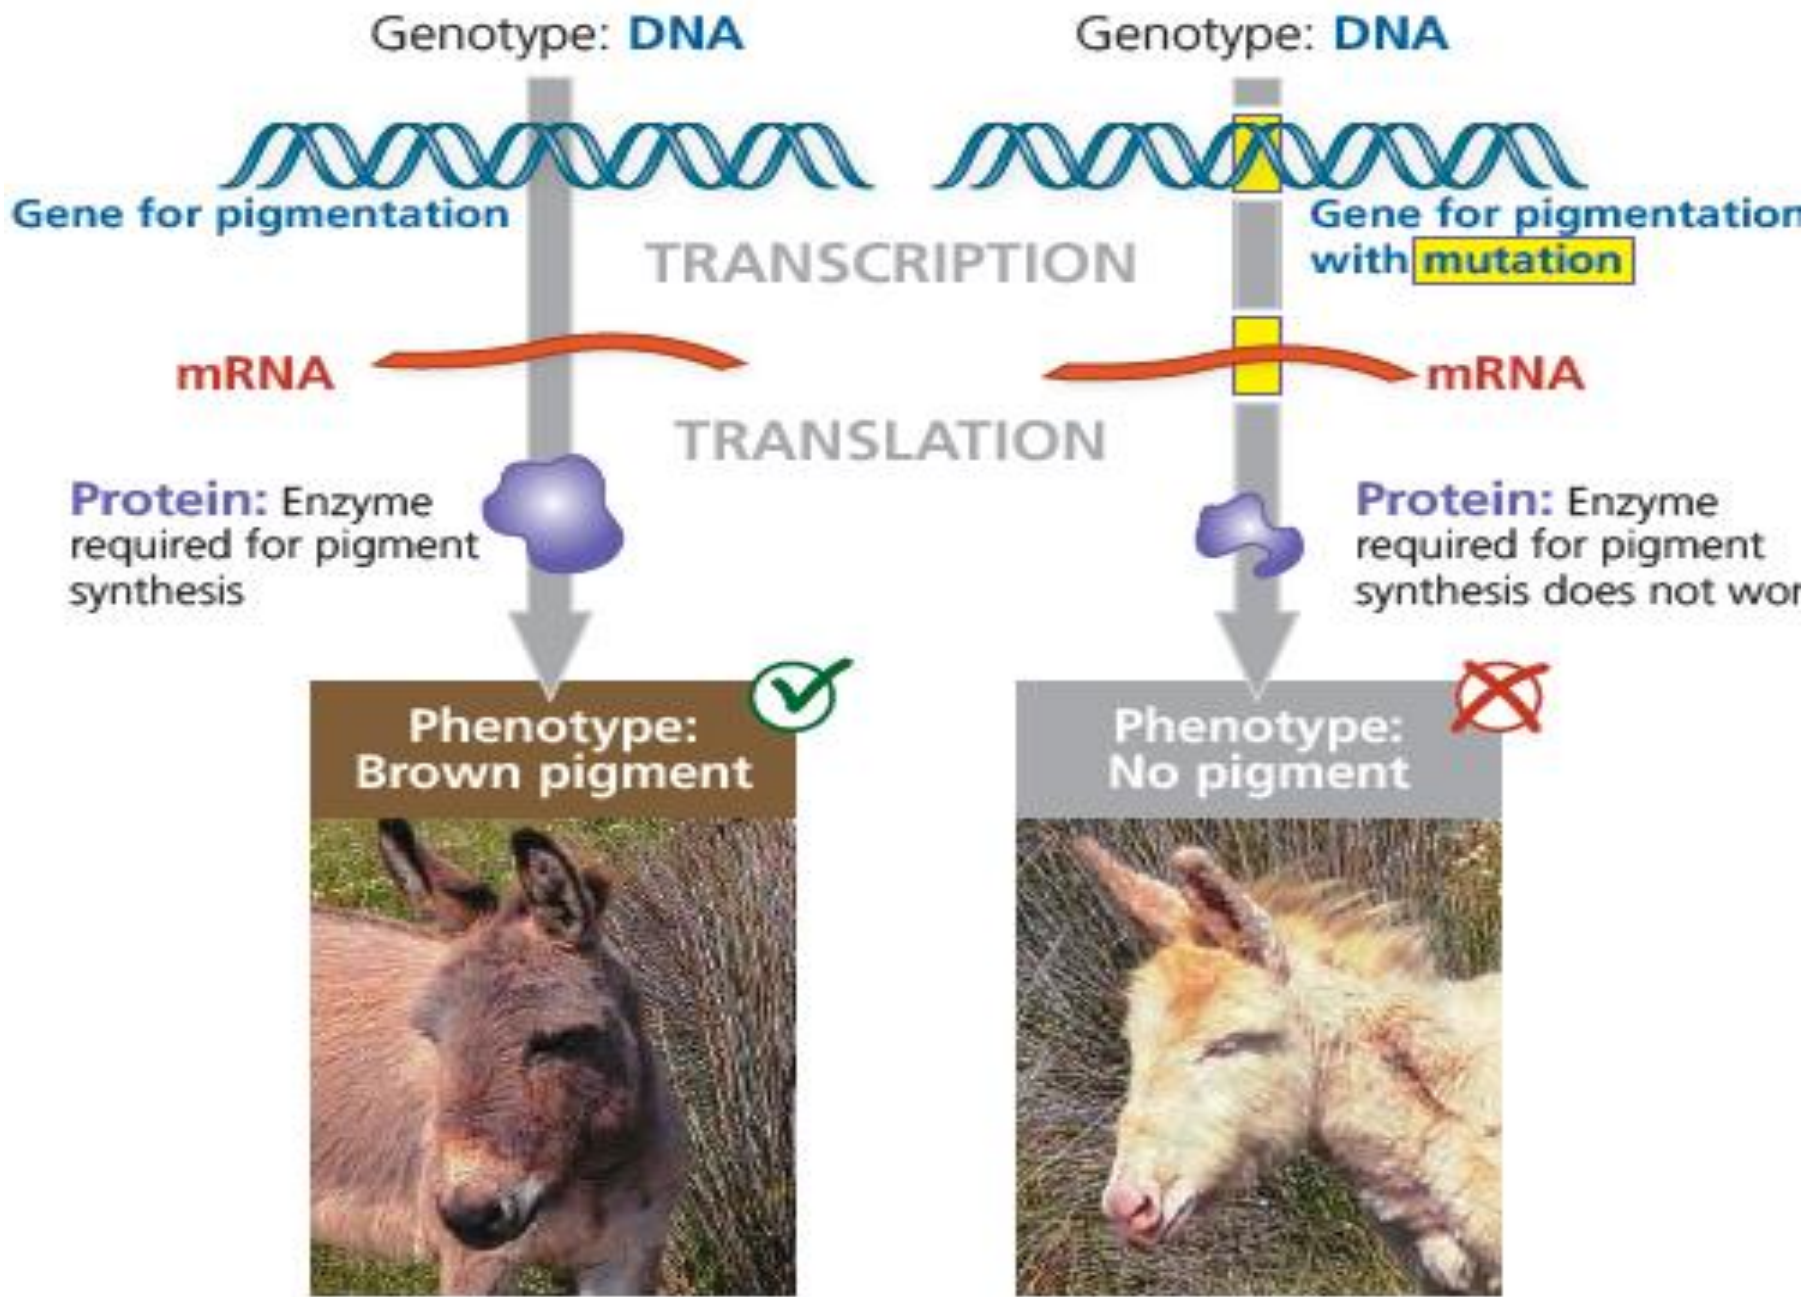 Genotype: DNA
Gene for pigmentation
mRNA
Protein: Enzyme
required for pigment
synthesis
Phenotype:
Brown pigment
TRANSCRIPTION
TRANSLATION
Genotype: DNA
Gene for pigmentation
with mutation
mRNA
Protein: Enzyme
required for pigment
synthesis does not wor
Phenotype:
No pigment